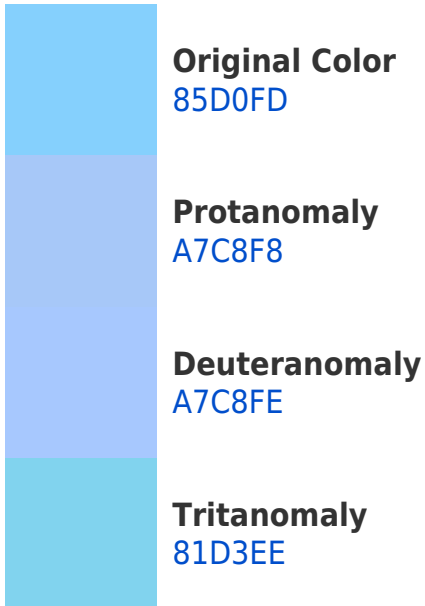 Original Color
85D0FD
Protanomaly
A7C8F8
Deuteranomaly
A7C8FE
Tritanomaly
81D3EE